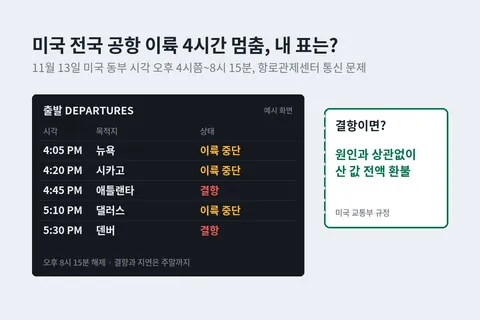 미국 전국 공항 이륙 4시간 멈춤, 내 표는?
11월 13일 미국 동부 시각 오후 4시쯤~8시 15분, 항로관제센터 통신 문제
출발 DEPARTURES 예시 화면
시각 목적지 상태
4:05 PM 뉴욕 이륙 중단
4:20 PM 시카고 이륙 중단
4:45 PM 애틀랜타 결항
5:10 PM 댈러스 이륙 중단
5:30 PM 덴버 결항
오후 8시 15분 해제 · 결항과 지연은 주말까지
결항이면?
원인과 상관없이
산 값 전액 환불
미국 교통부 규정